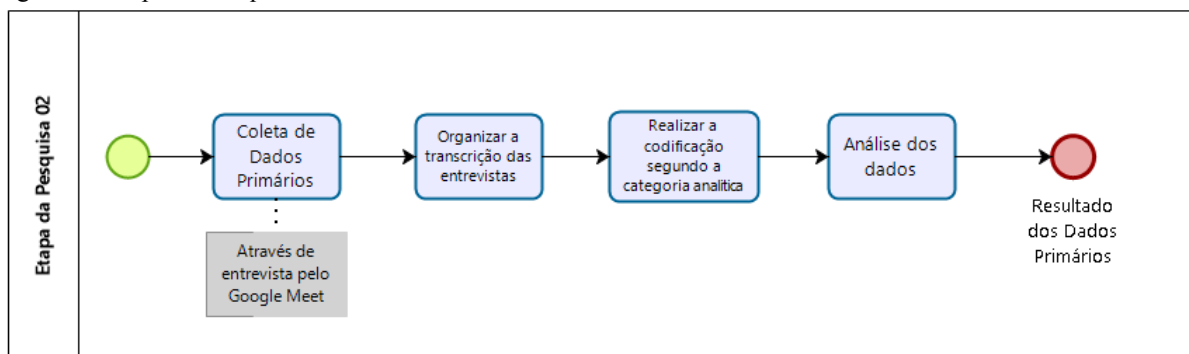 Etapa da Pesquisa 02
Coleta de
Dados
Primários
Organizar a
transcrição das
entrevistas
Realizar a
codificação
segundo a
categoria analítica
Análise dos
dados
Resultado
dos Dados
Primários
Através de
entrevista pelo
Google Meet